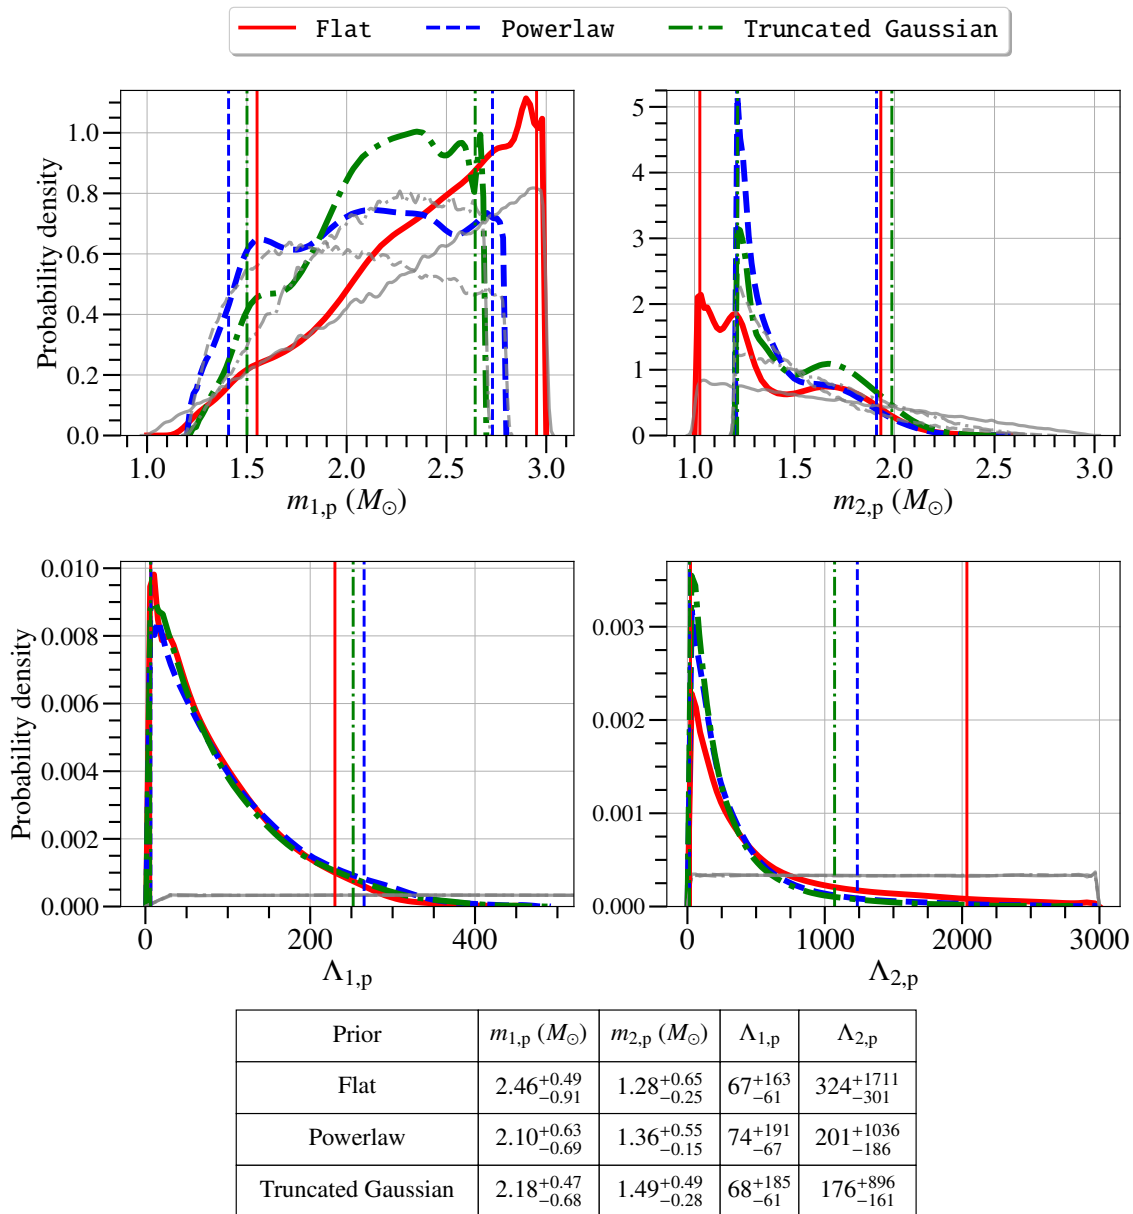 Flat Powerlaw Truncated Gaussian
Probability density
0.0 0.2 0.4 0.6 0.8 1.0
1.0 1.5 2.0 2.5 3.0
m1,p (M⊙)
0 1 2 3 4 5
1.0 1.5 2.0 2.5 3.0
m2,p (M⊙)
Probability density
0.000 0.002 0.004 0.006 0.008 0.010
0 200 400
Λ1,p
0.000 0.001 0.002 0.003
0 1000 2000 3000
Λ2,p
Prior m1,p (M⊙) m2,p (M⊙) Λ1,p Λ2,p
Flat 2.46 +0.49 −0.91 1.28 +0.65 −0.25 67 +163 −61 324 +1711 −301
Powerlaw 2.10 +0.63 −0.69 1.36 +0.55 −0.15 74 +191 −67 201 +1036 −186
Truncated Gaussian 2.18 +0.47 −0.68 1.49 +0.49 −0.28 68 +185 −61 176 +896 −161